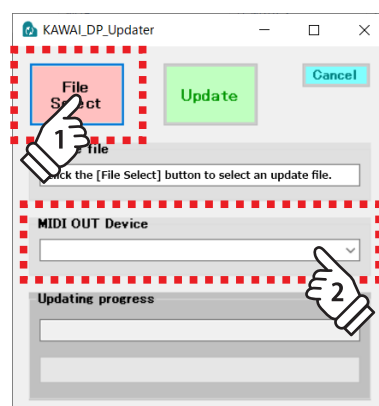 KAWAI_DP_Updater
File
Select
Update
Cancel
1
file
Click the [File Select] button to select an update file.
MIDI OUT Device
2
Updating progress